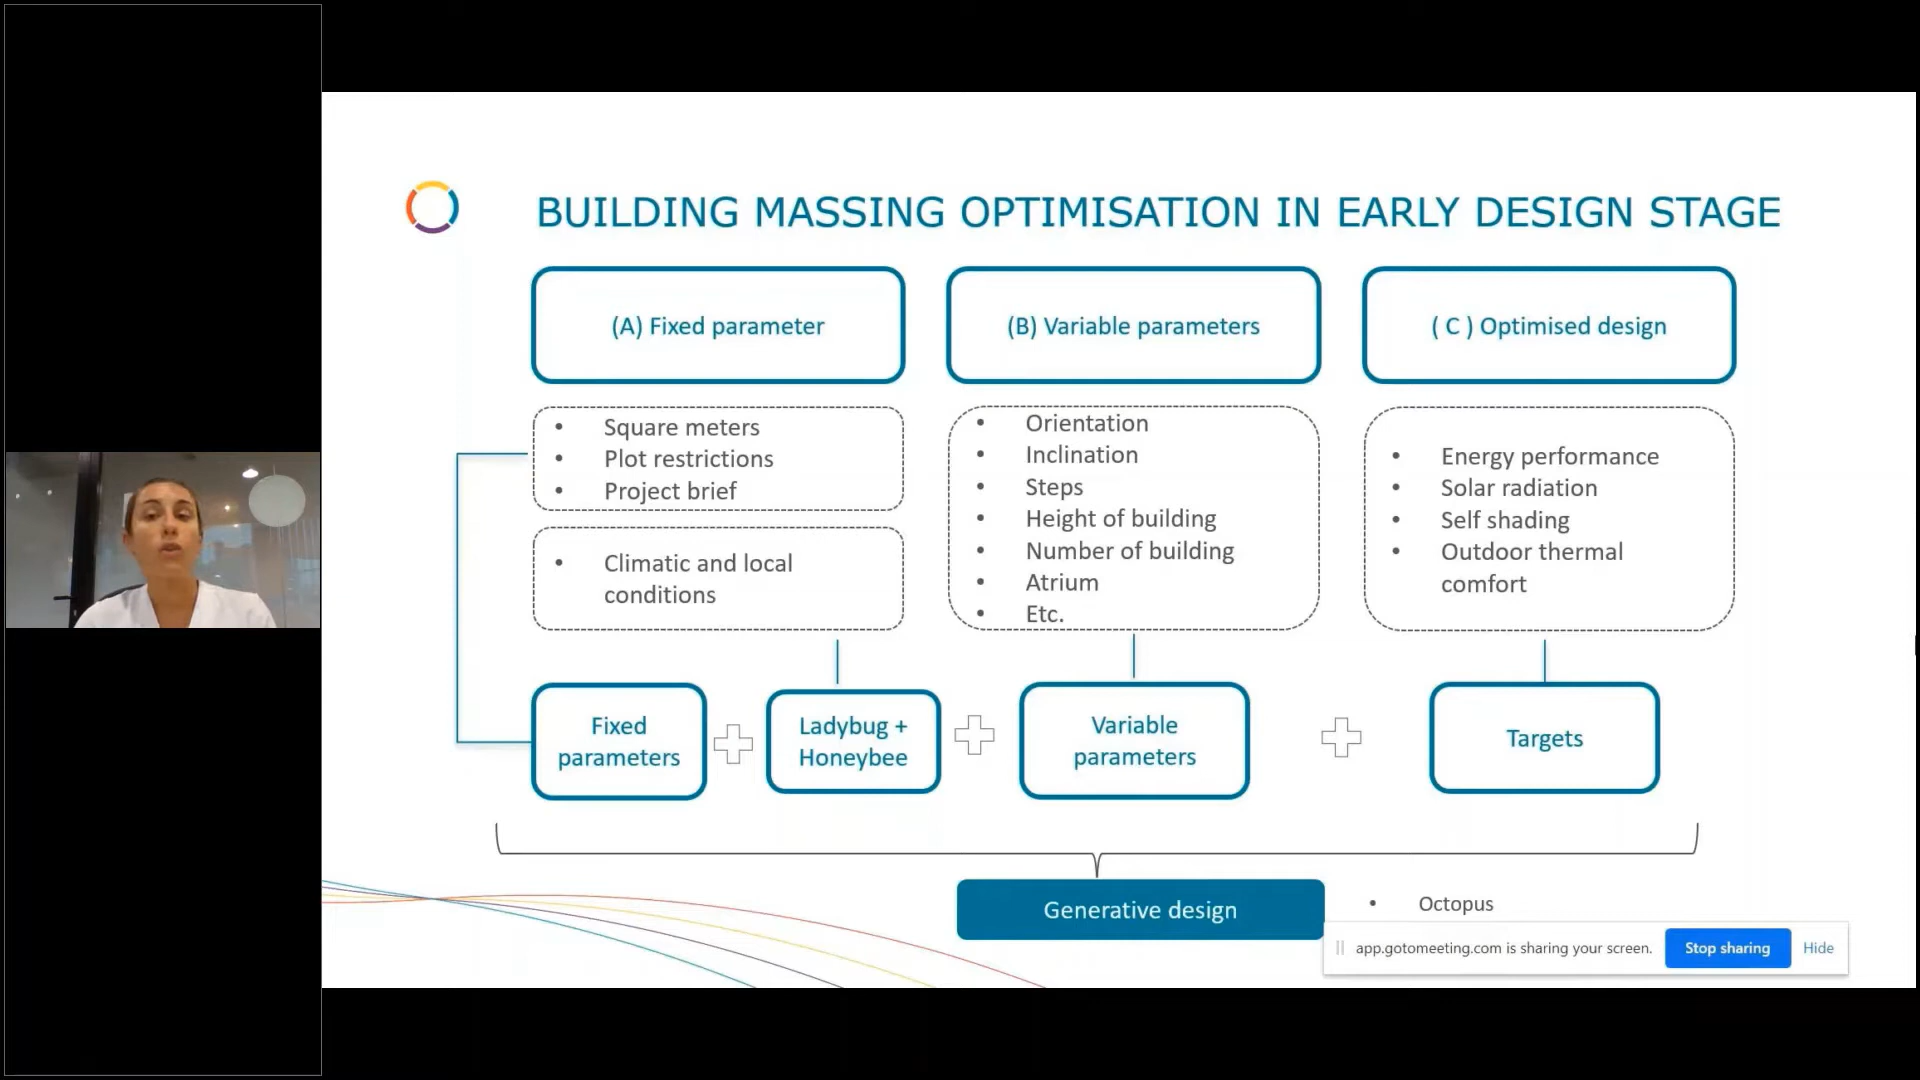 BUILDING MASSING OPTIMISATION IN EARLY DESIGN STAGE
(A) Fixed parameter
(B) Variable parameters
( C ) Optimised design
• Square meters
• Plot restrictions
• Project brief
• Climatic and local
conditions
• Orientation
• Inclination
• Steps
• Height of building
• Number of building
• Atrium
• Etc.
• Energy performance
• Solar radiation
• Self shading
• Outdoor thermal
comfort
Fixed
parameters
Ladybug +
Honeybee
Variable
parameters
Targets
Generative design
• Octopus
app.gotomeeting.com is sharing your screen.
Stop sharing
Hide